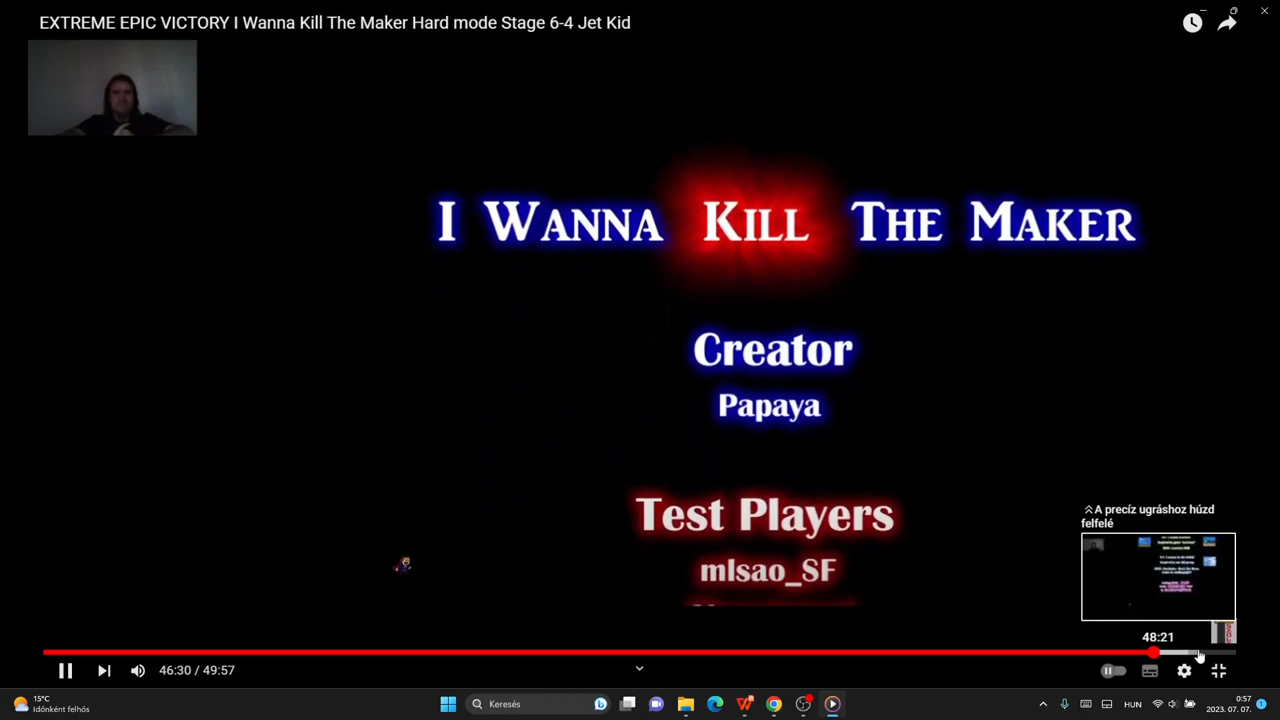 EXTREME EPIC VICTORY I Wanna Kill The Maker Hard mode Stage 6-4 Jet Kid
I WANNA KILL THE MAKER
Creator
Papaya
Test Players
mlsao_SF
A precíz ugráshoz húzd
felfelé
48:21
46:30 / 49:57
15°C
Időnként felhős
Keresés
HUN
0:57
2023. 07. 07.